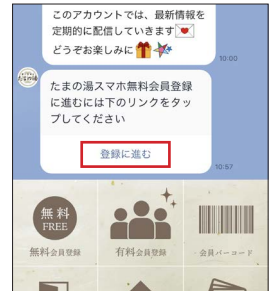 このアカウントでは、最新情報を
定期的に配信していきます💌
どうぞお楽しみに🎁🎇
10:00
たまの湯
たまの湯スマホ無料会員登録
に進むには下のリンクをタッ
プしてください
登録に進む
10:57
無料
FREE
無料会員登録
有料会員登録
会員バーコード